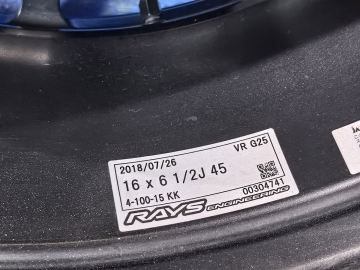 2018/07/26 VR G25
16 x 6 1/2J 45
4-100-15 KK 00304741
RAYS ENGINEERING